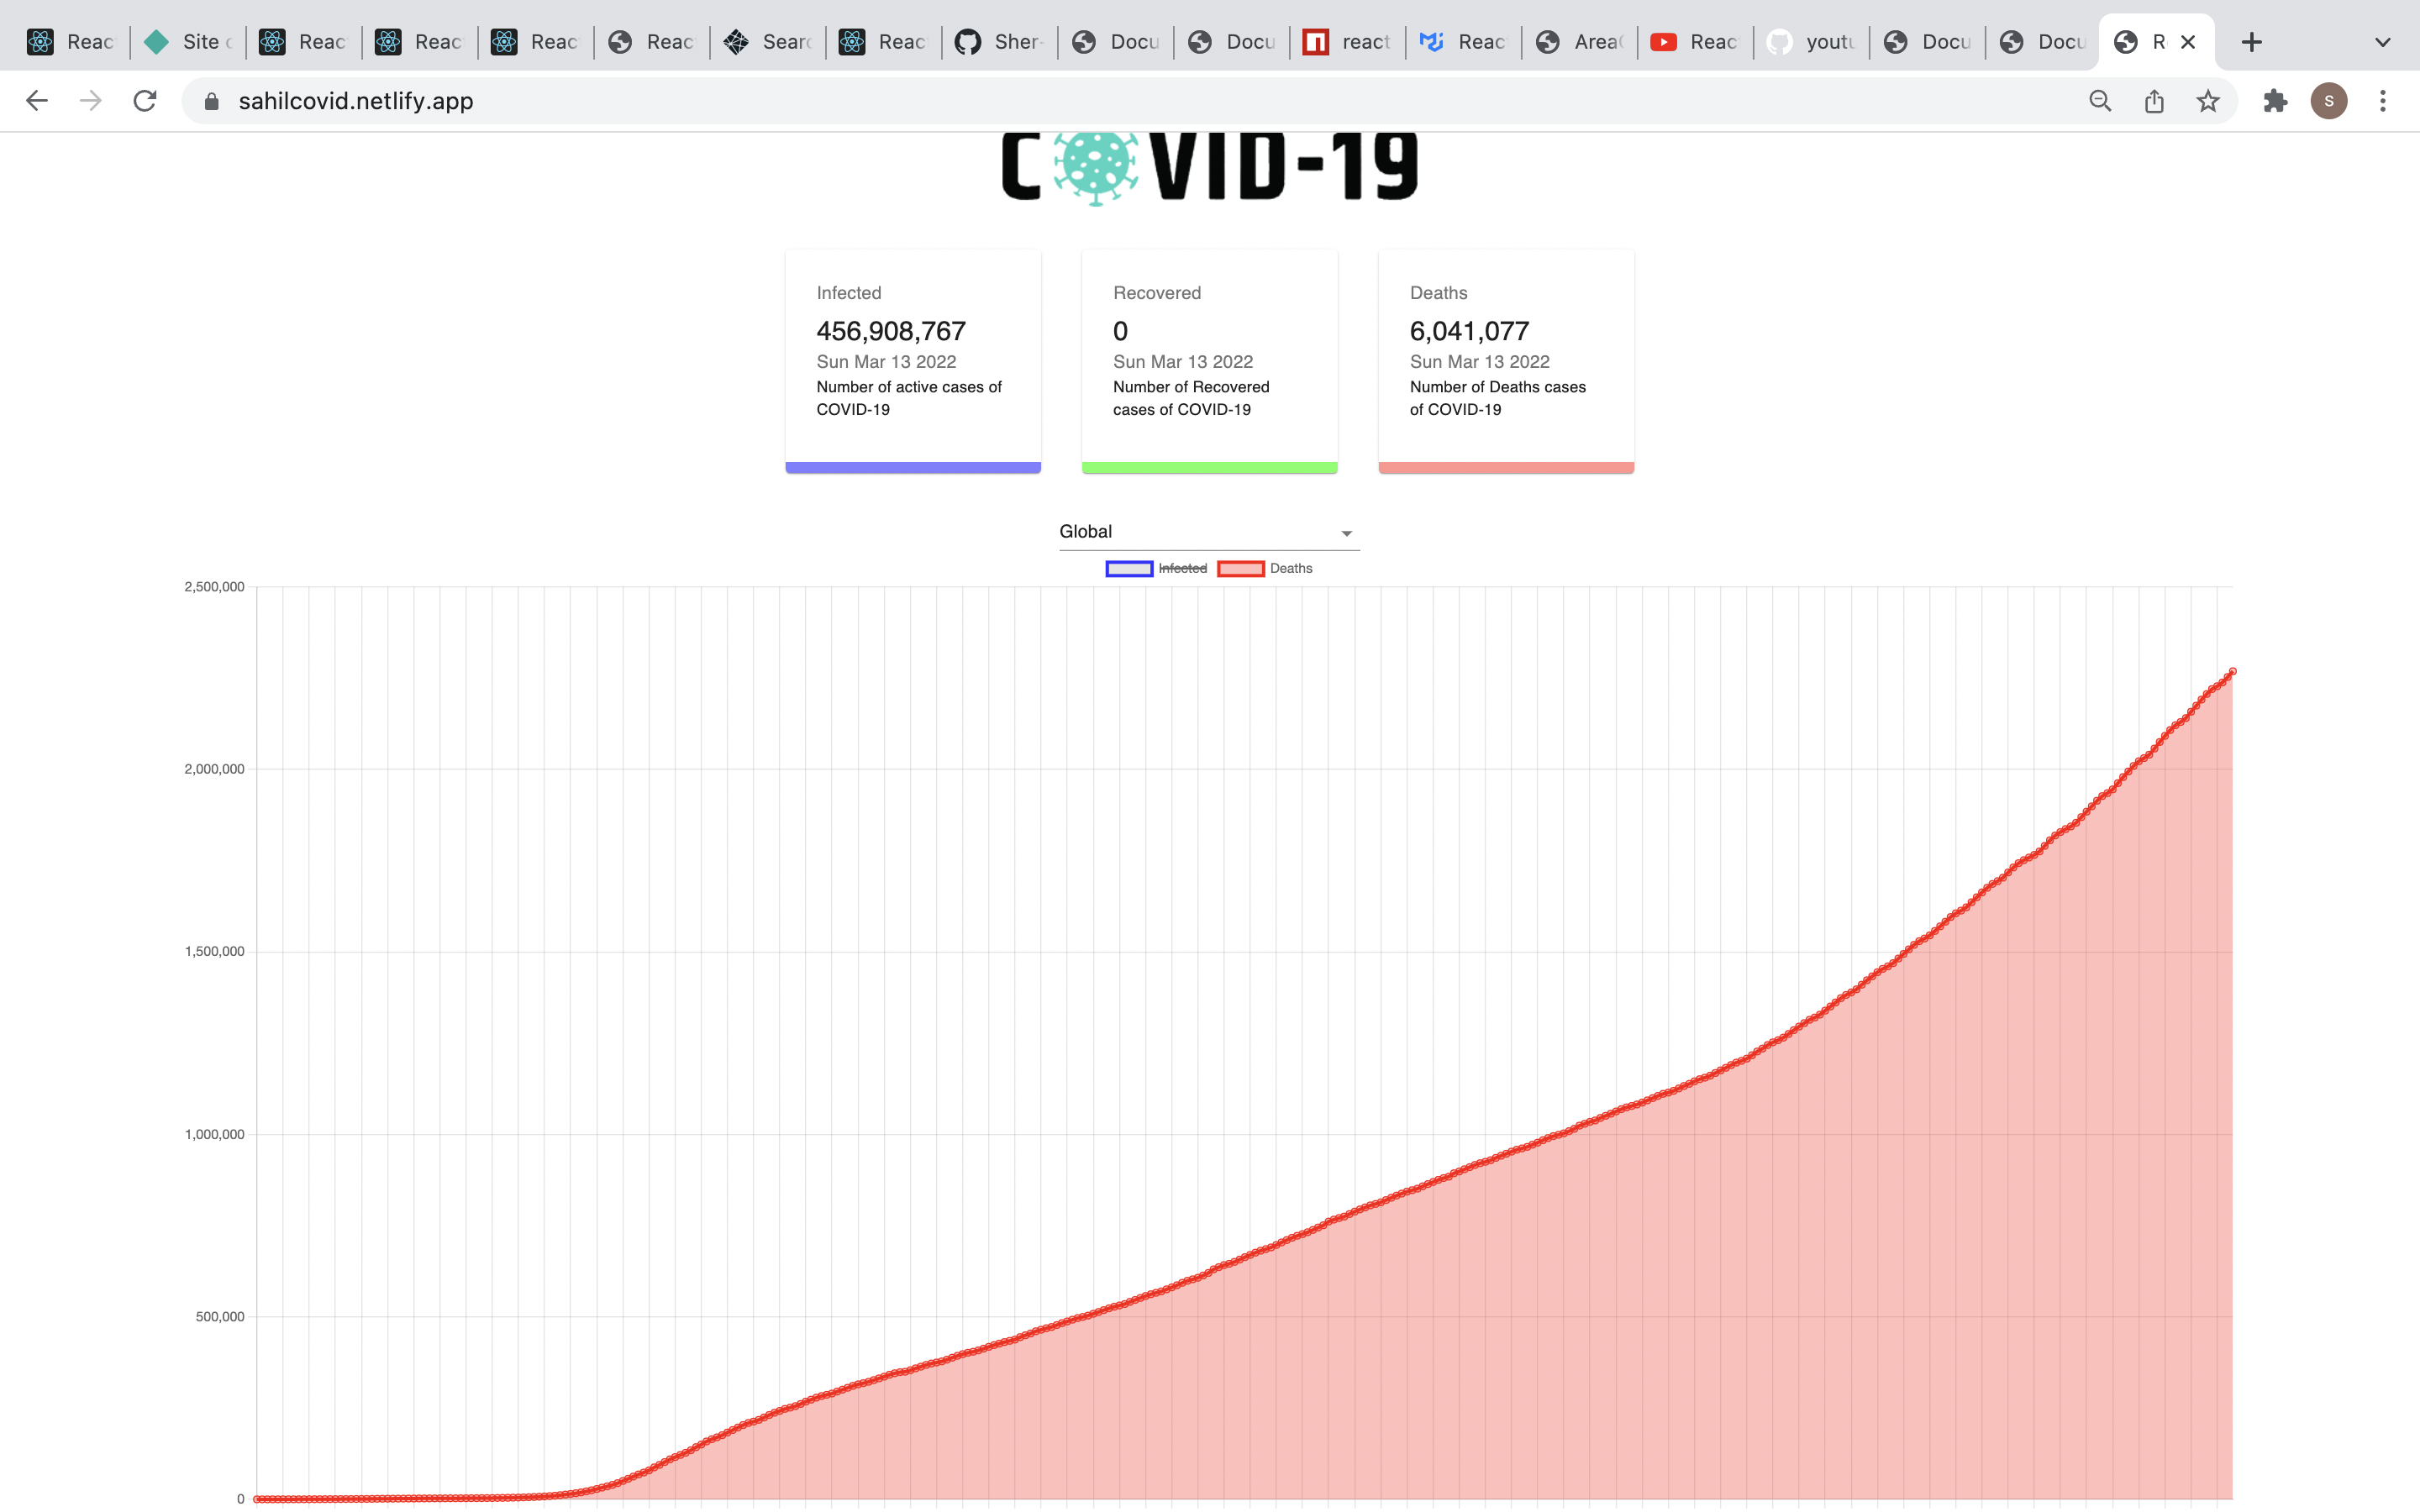 Reac
Site
Reac
Reac
Reac
Reac
Sear
Reac
Sher-
Docu
Docu
react
Reac
Area
Reac
yout
Docu
Docu
R
sahilcovid.netlify.app
S
COVID-19
Infected
456,908,767
Sun Mar 13 2022
Number of active cases of
COVID-19
Recovered
0
Sun Mar 13 2022
Number of Recovered
cases of COVID-19
Deaths
6,041,077
Sun Mar 13 2022
Number of Deaths cases
of COVID-19
Global
Infected Deaths
2,500,000
2,000,000
1,500,000
1,000,000
500,000
0